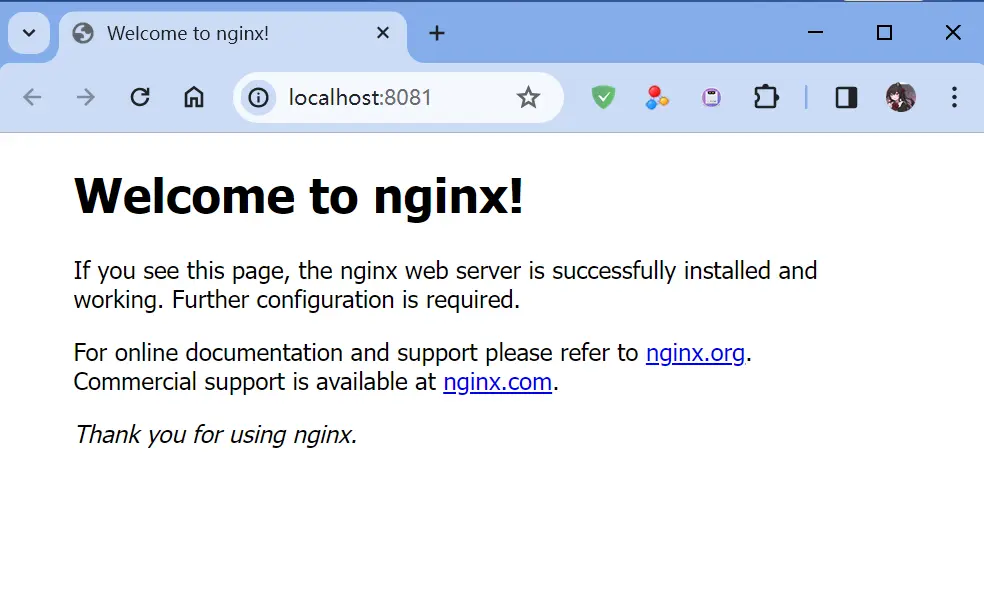 Welcome to nginx!
localhost:8081
Welcome to nginx!
If you see this page, the nginx web server is successfully installed and
working. Further configuration is required.
For online documentation and support please refer to nginx.org.
Commercial support is available at nginx.com.
Thank you for using nginx.